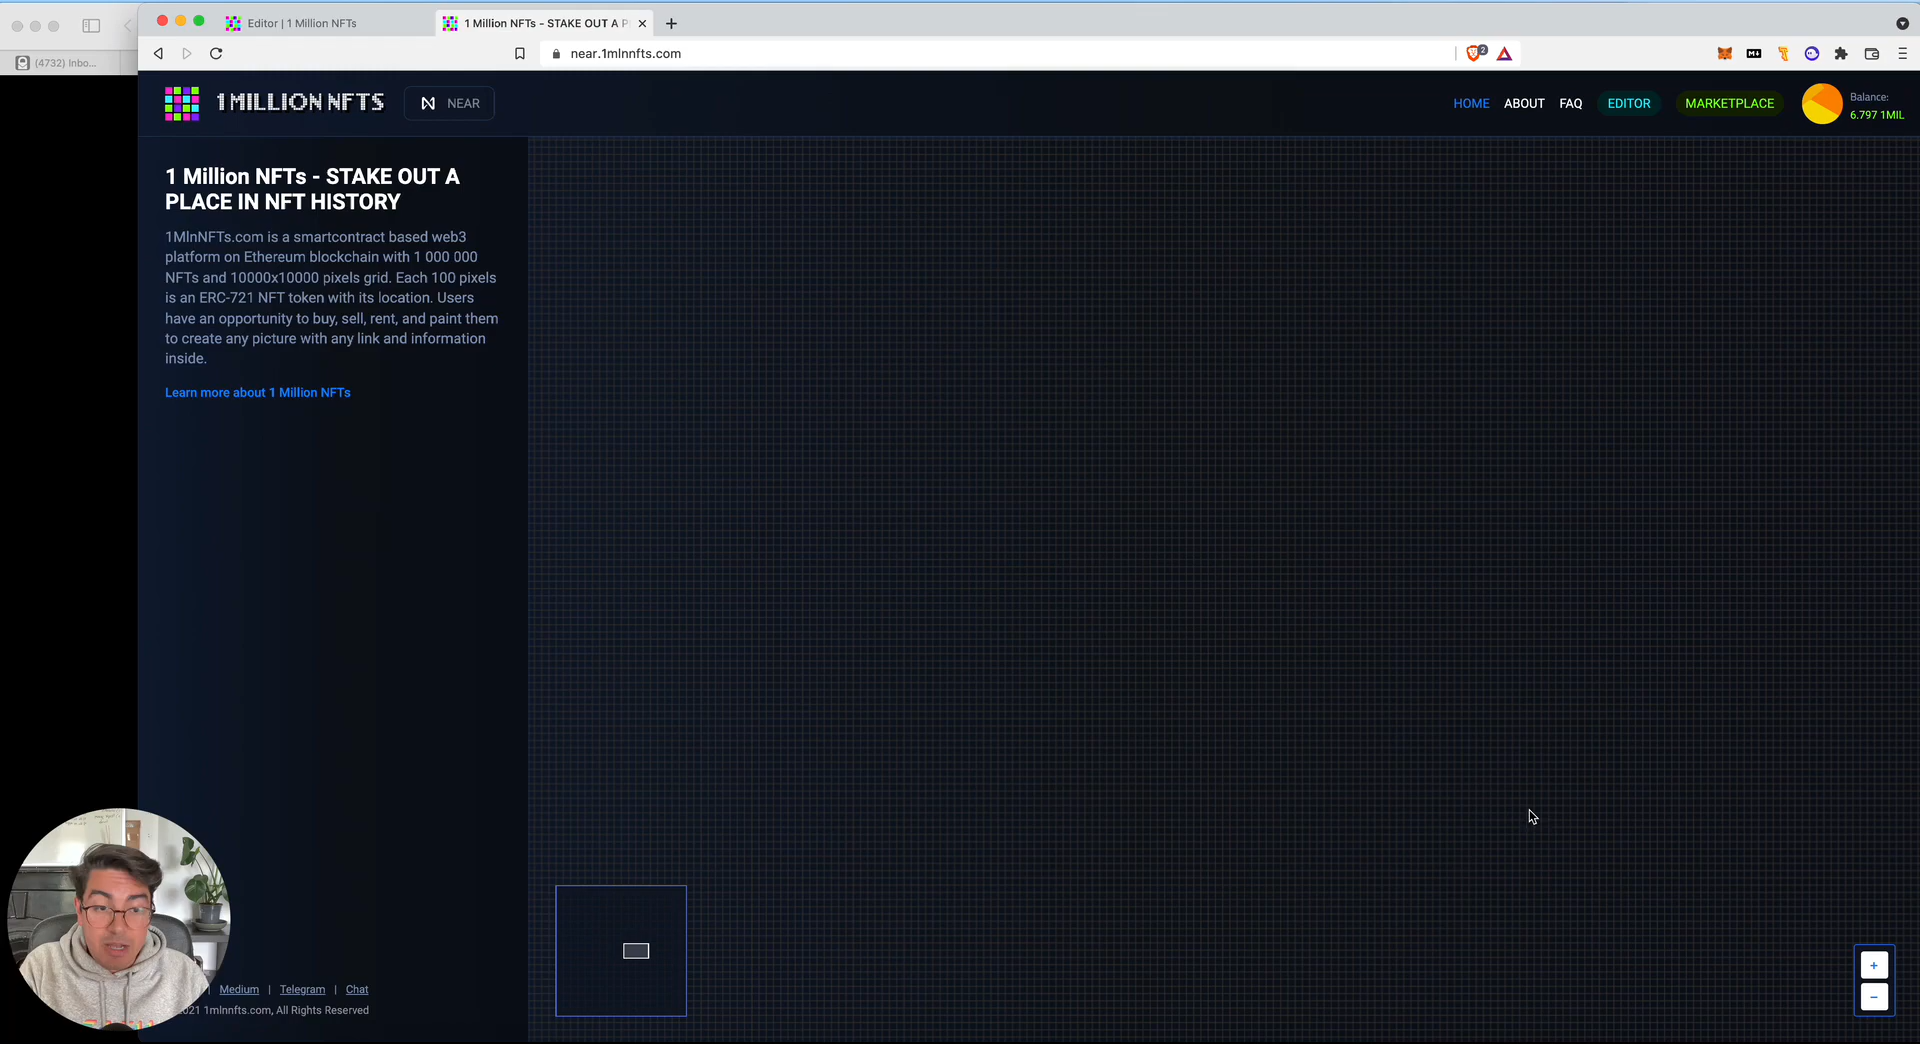 Editor | 1 Million NFTs
1 Million NFTs - STAKE OUT A P
(4732) Inbo...
near.1mlnnfts.com
2
1MILLION NFTS
NEAR
HOME
ABOUT
FAQ
EDITOR
MARKETPLACE
Balance:
6.797 1MIL
1 Million NFTs - STAKE OUT A
PLACE IN NFT HISTORY
1MlnNFTs.com is a smartcontract based web3
platform on Ethereum blockchain with 1 000 000
NFTs and 10000x10000 pixels grid. Each 100 pixels
is an ERC-721 NFT token with its location. Users
have an opportunity to buy, sell, rent, and paint them
to create any picture with any link and information
inside.
Learn more about 1 Million NFTs
+
−
| Medium | Telegram | Chat
21 1mlnnfts.com, All Rights Reserved